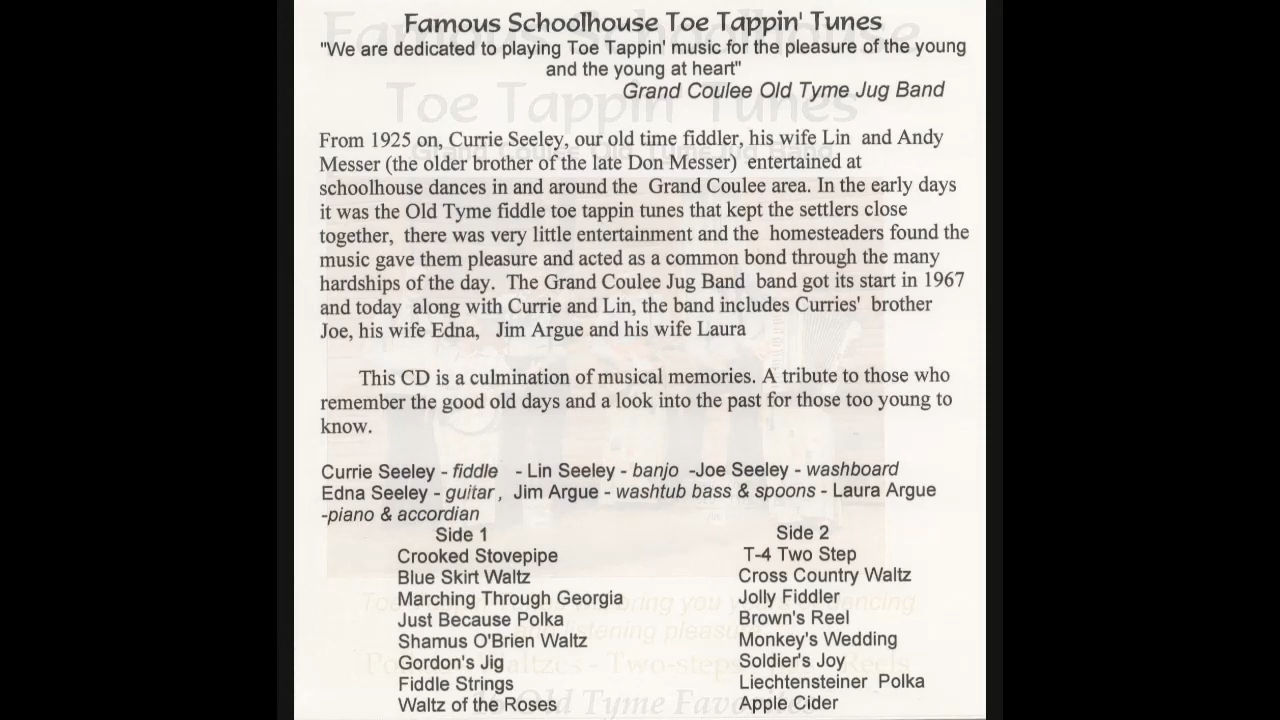 Famous Schoolhouse Toe Tappin' Tunes
"We are dedicated to playing Toe Tappin' music for the pleasure of the young
and the young at heart"
Grand Coulee Old Tyme Jug Band
From 1925 on, Currie Seeley, our old time fiddler, his wife Lin and Andy
Messer (the older brother of the late Don Messer) entertained at
schoolhouse dances in and around the Grand Coulee area. In the early days
it was the Old Tyme fiddle toe tappin tunes that kept the settlers close
together, there was very little entertainment and the homesteaders found the
music gave them pleasure and acted as a common bond through the many
hardships of the day. The Grand Coulee Jug Band band got its start in 1967
and today along with Currie and Lin, the band includes Curries' brother
Joe, his wife Edna, Jim Argue and his wife Laura
This CD is a culmination of musical memories. A tribute to those who
remember the good old days and a look into the past for those too young to
know.
Currie Seeley - fiddle - Lin Seeley - banjo -Joe Seeley - washboard
Edna Seeley - guitar, Jim Argue - washtub bass & spoons - Laura Argue
-piano & accordian
Side 1
Crooked Stovepipe
Blue Skirt Waltz
Marching Through Georgia
Just Because Polka
Shamus O'Brien Waltz
Gordon's Jig
Fiddle Strings
Waltz of the Roses
Side 2
T-4 Two Step
Cross Country Waltz
Jolly Fiddler
Brown's Reel
Monkey's Wedding
Soldier's Joy
Liechtensteiner Polka
Apple Cider